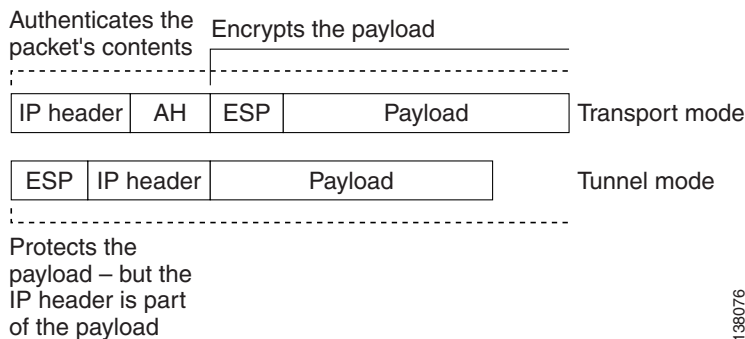 Authenticates the
packet's contents
Encrypts the payload
IP header AH ESP Payload Transport mode
ESP IP header Payload Tunnel mode
Protects the
payload – but the
IP header is part
of the payload
138076